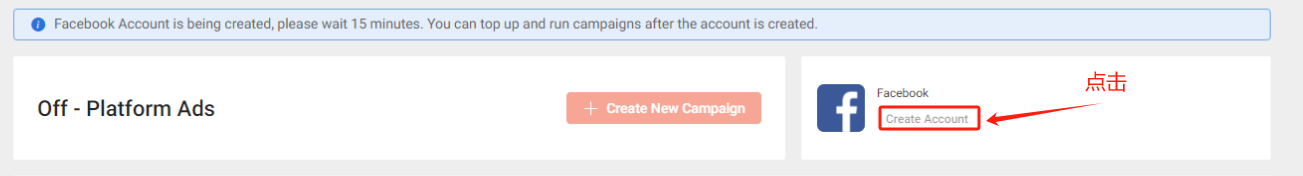 Facebook Account is being created, please wait 15 minutes. You can top up and run campaigns after the account is created.
Off - Platform Ads
+ Create New Campaign
Facebook
Create Account
点击